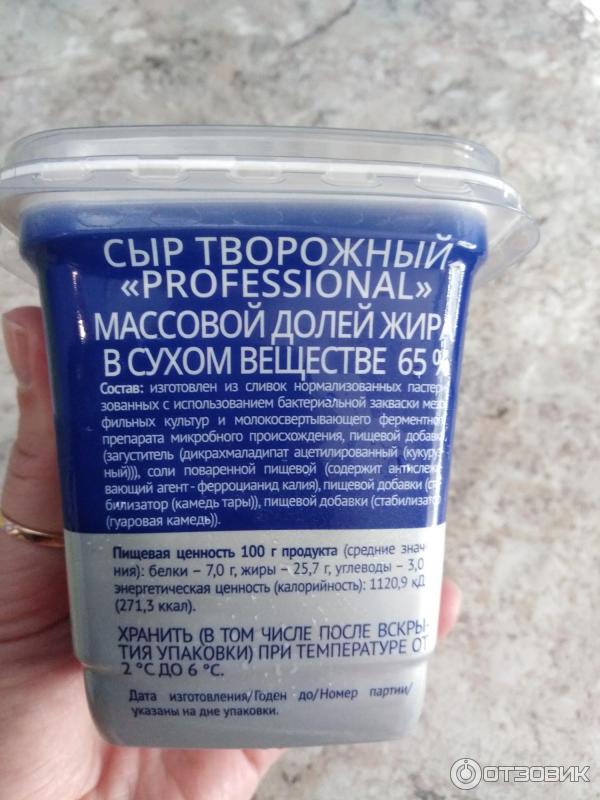 СЫР ТВОРОЖНЫЙ
«PROFESSIONAL»
МАССОВОЙ ДОЛЕЙ ЖИРА
В СУХОМ ВЕЩЕСТВЕ 65 %
Состав: изготовлен из сливок нормализованных пастери-
зованных с использованием бактериальной закваски мезо-
фильных культур и молокосвертывающего ферментного
препарата микробного происхождения, пищевой добавки
(загуститель (дикрахмаладипат ацетилированный (кукуруз-
ный))), соли поваренной пищевой (содержит антислежи-
вающий агент - ферроцианид калия), пищевой добавки (ста-
билизатор (камедь тары)), пищевой добавки (стабилизатор
(гуаровая камедь)).
Пищевая ценность 100 г продукта (средние значе-
ния): белки – 7,0 г, жиры – 25,7 г, углеводы – 3,0
энергетическая ценность (калорийность): 1120,9 кД
(271,3 ккал).
ХРАНИТЬ (В ТОМ ЧИСЛЕ ПОСЛЕ ВСКРЫ-
ТИЯ УПАКОВКИ) ПРИ ТЕМПЕРАТУРЕ ОТ
2 °С ДО 6 °С.
Дата изготовления/Годен до/Номер партии/
указаны на дне упаковки.
ОТЗОВИК